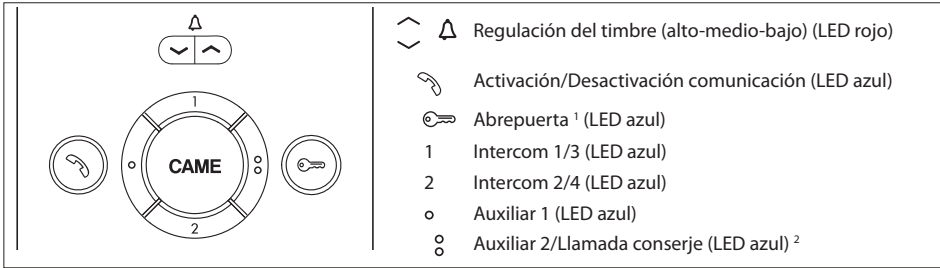 1
CAME
2
Regulación del timbre (alto-medio-bajo) (LED rojo)
Activación/Desactivación comunicación (LED azul)
Abrepuerta ¹ (LED azul)
1 Intercom 1/3 (LED azul)
2 Intercom 2/4 (LED azul)
Auxiliar 1 (LED azul)
Auxiliar 2/Llamada conserje (LED azul) ²